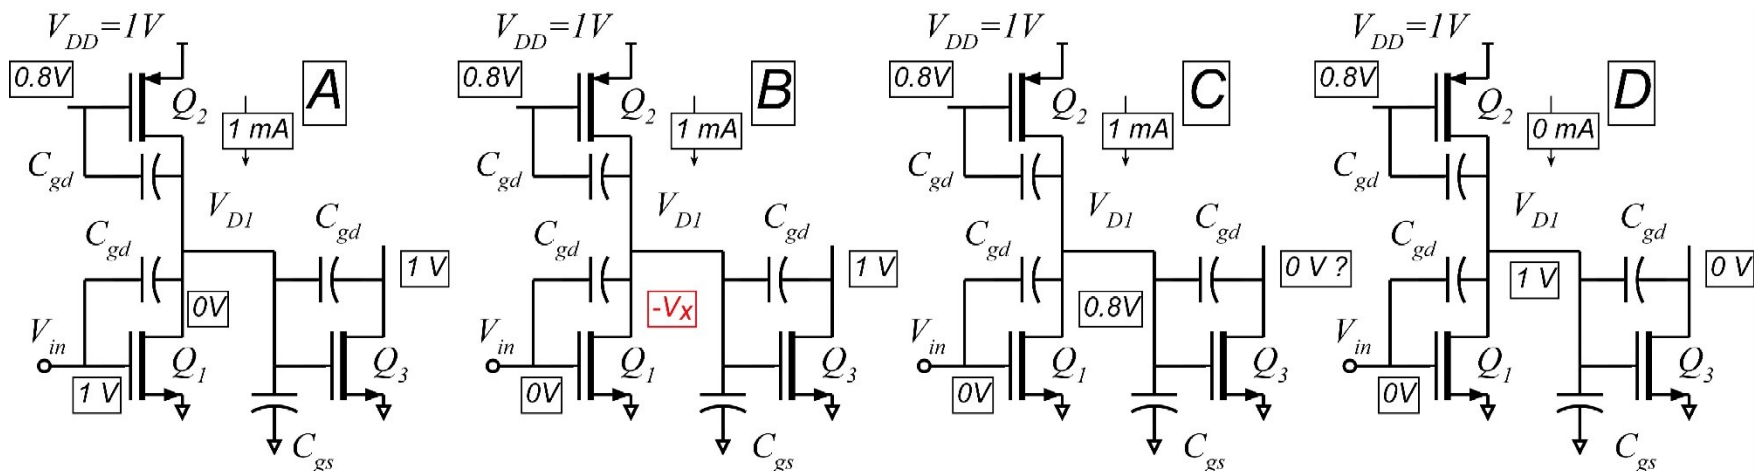 V_DD=1V
0.8V
Q_2
1 mA
A
C_gd
V_D1
C_gd
C_gd
1 V
0V
V_in
Q_1
Q_3
1 V
C_gs
V_DD=1V
0.8V
Q_2
1 mA
B
C_gd
V_D1
C_gd
C_gd
1 V
-V_X
V_in
Q_1
Q_3
0V
C_gs
V_DD=1V
0.8V
Q_2
1 mA
C
C_gd
V_D1
C_gd
C_gd
0 V ?
0.8V
V_in
Q_1
Q_3
0V
C_gs
V_DD=1V
0.8V
Q_2
0 mA
D
C_gd
V_D1
C_gd
C_gd
0 V
1 V
V_in
Q_1
Q_3
0V
C_gs